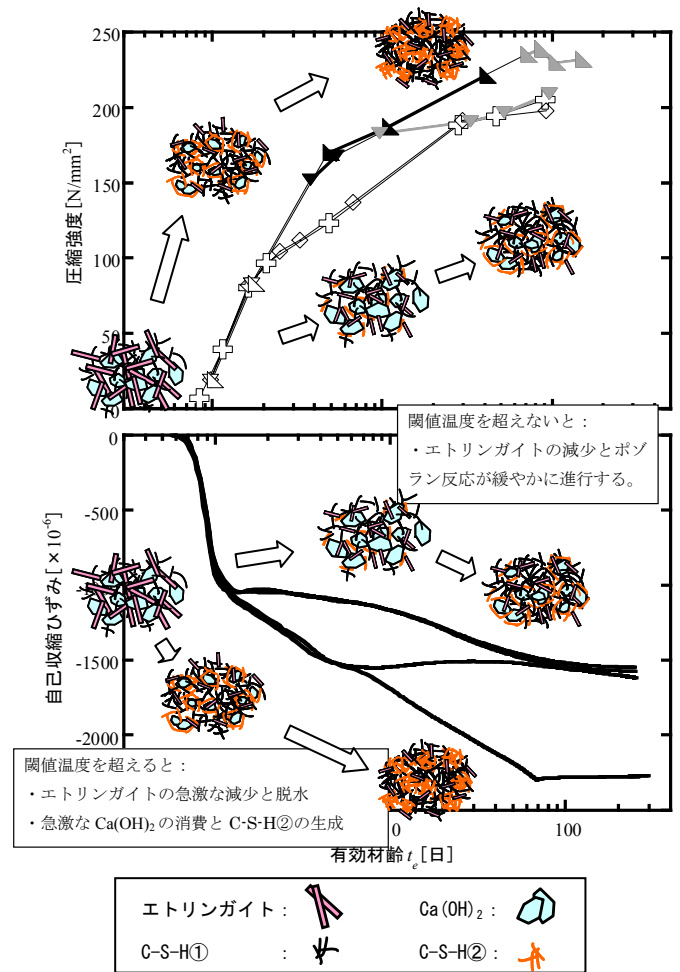 250
200
150
100
50
0
圧縮強度[N/mm²]
閾値温度を超えないと：
・エトリンガイトの減少とポゾ
ラン反応が緩やかに進行する。
0
-500
-1000
-1500
-2000
自己収縮ひずみ[×10⁻⁶]
閾値温度を超えると：
・エトリンガイトの急激な減少と脱水
・急激な Ca(OH)₂の消費と C-S-H②の生成
0
100
有効材齢 tₑ [日]
エトリンガイト：
Ca(OH)₂：
C-S-H①：
C-S-H②：